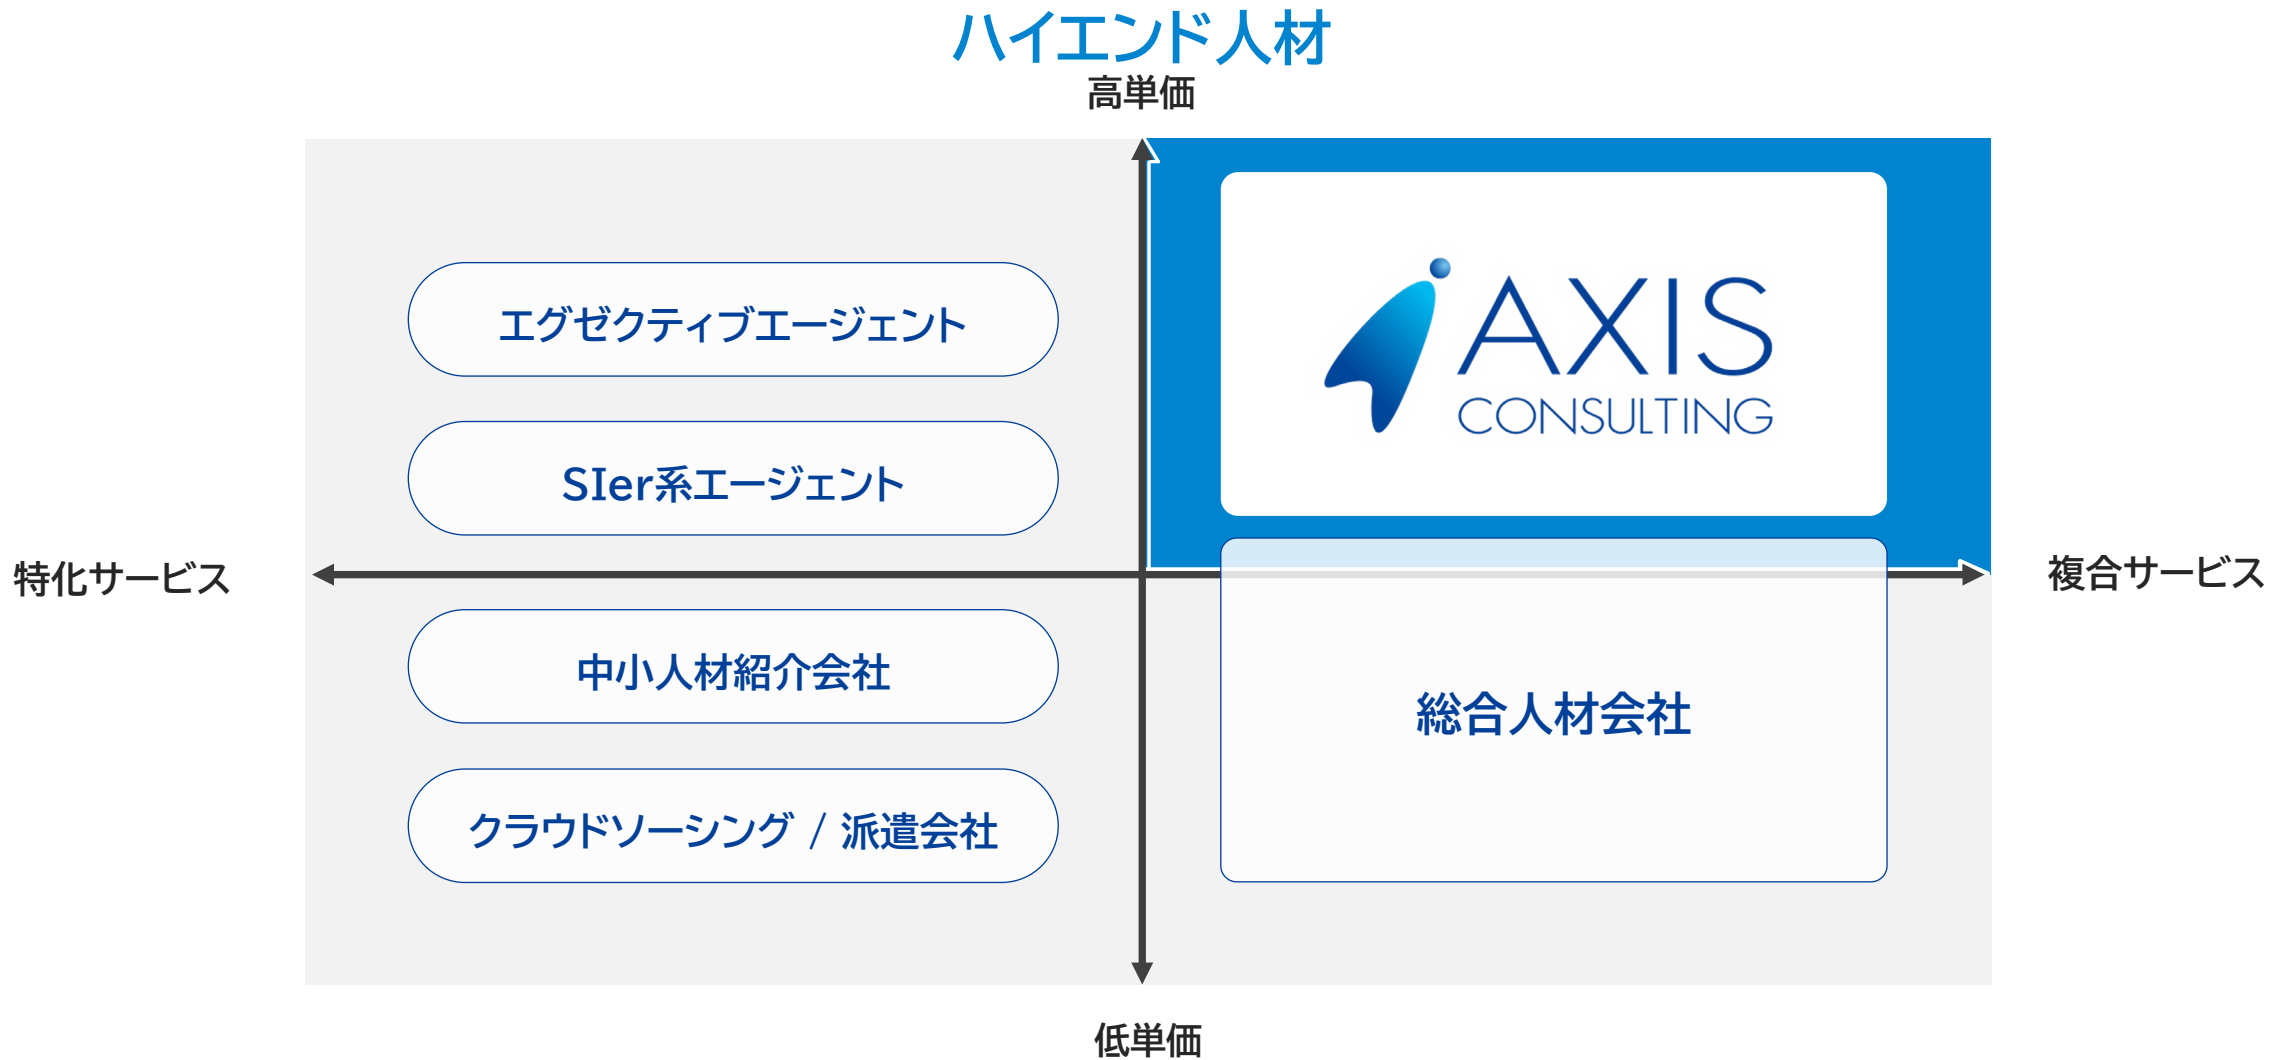 ハイエンド人材
高単価
エグゼクティブエージェント
AXIS
CONSULTING
SIer系エージェント
特化サービス
複合サービス
中小人材紹介会社
総合人材会社
クラウドソーシング / 派遣会社
低単価